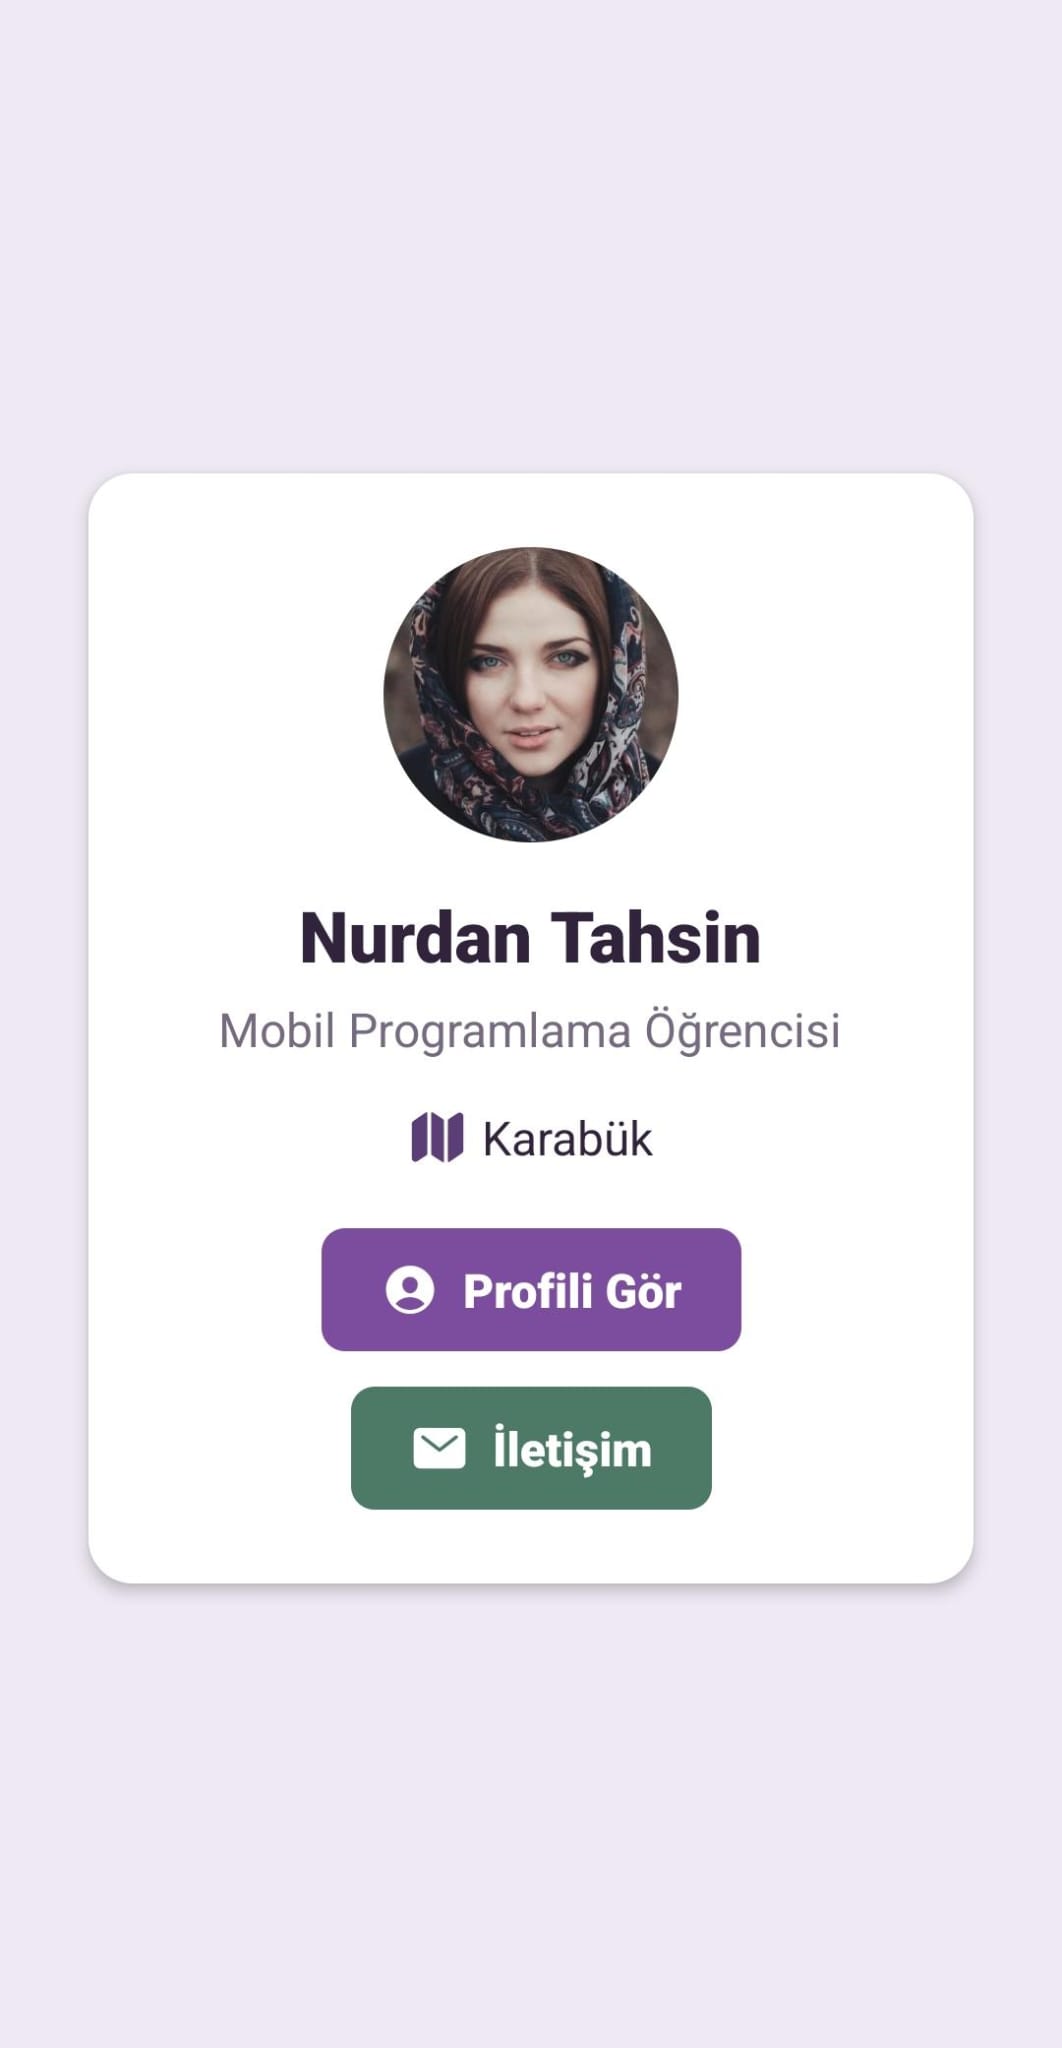 Nurdan Tahsin
Mobil Programlama Öğrencisi
Karabük
Profili Gör
İletişim